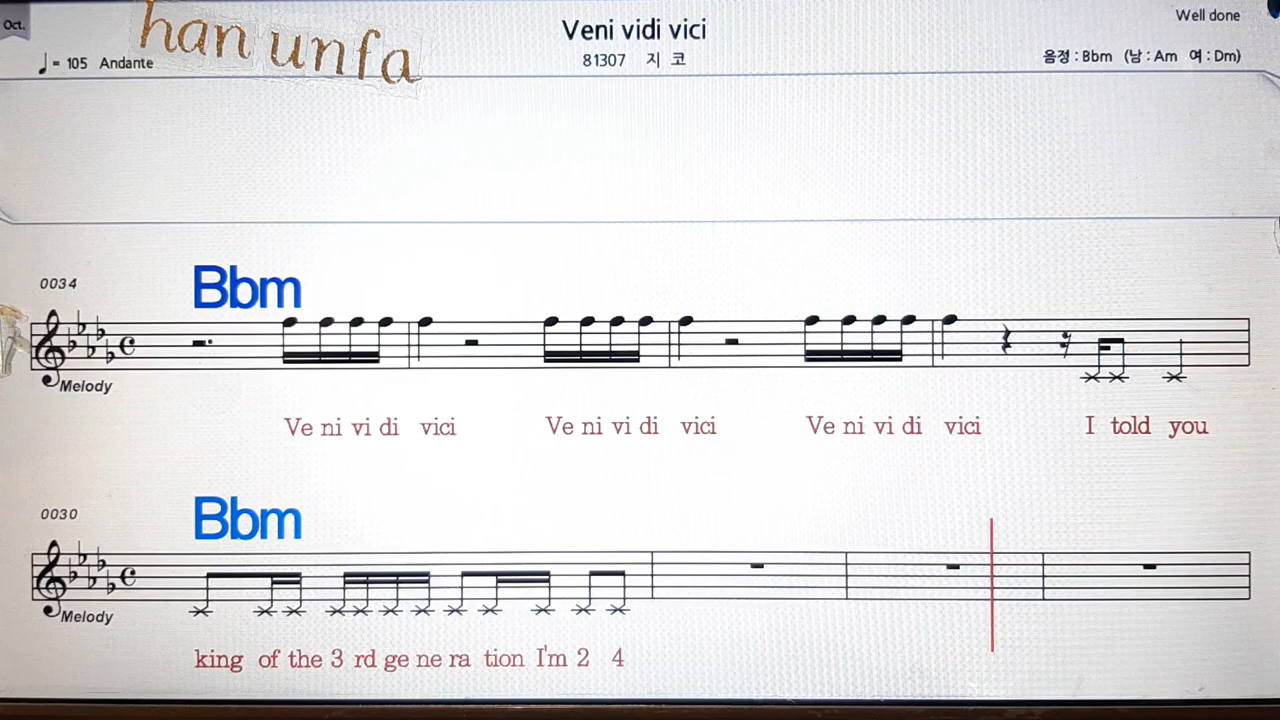 Oct.
han unfa
Veni vidi vici
Well done
♩= 105 Andante
81307 지 코
음정 : Bbm (남 : Am 여 : Dm)
0034
Bbm
Melody
Ve ni vi di vici Ve ni vi di vici Ve ni vi di vici I told you
0030
Bbm
Melody
king of the 3 rd ge ne ra tion I'm 2 4